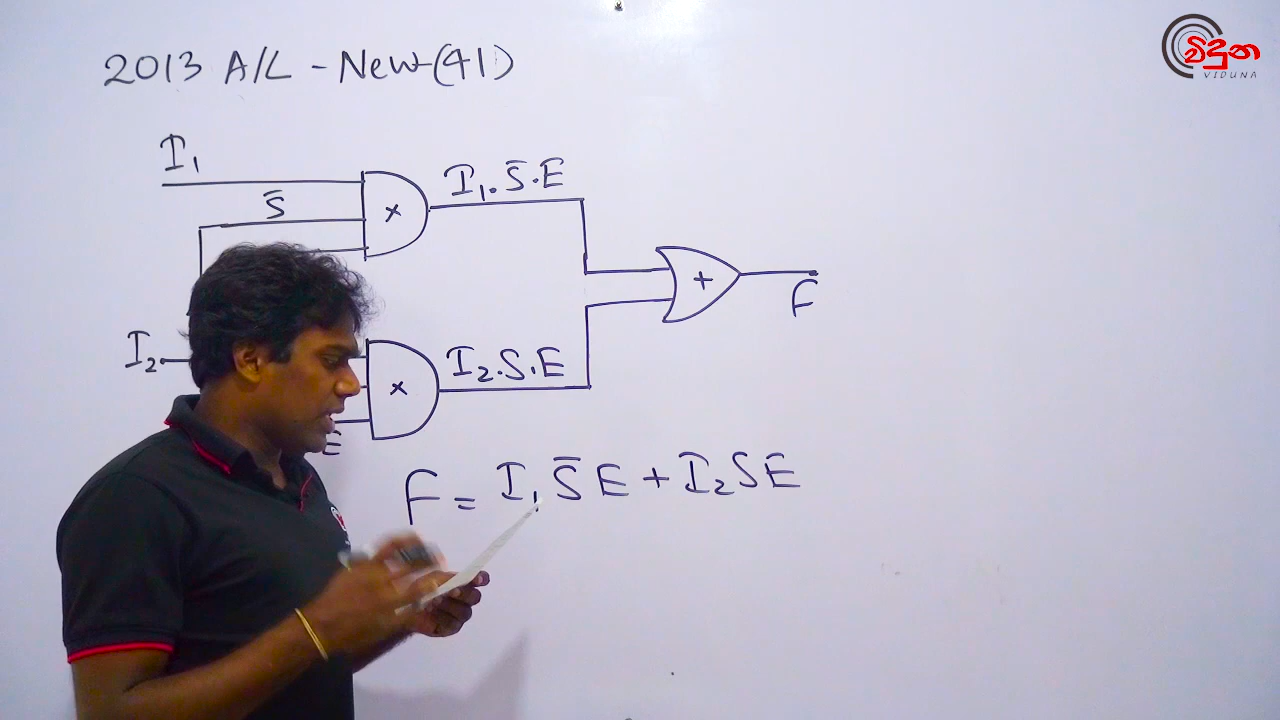 විදුන
VIDUNA
2013 A/L - New (41)
I₁
S̄
×
I₁.S̄.E
+
F
I₂
×
I₂.S.E
E
F = I₁S̄E + I₂SE